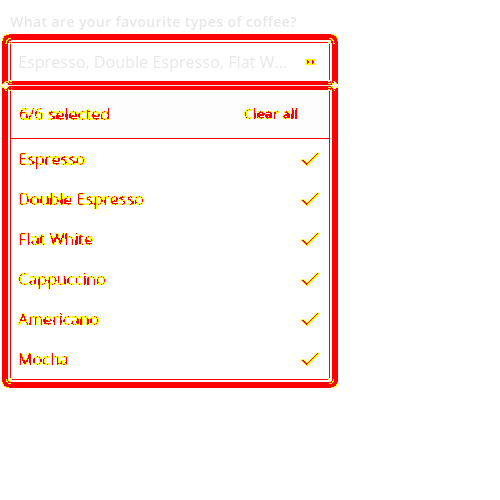 What are your favourite types of coffee?
Espresso, Double Espresso, Flat W...
6/6 selected Clear all
Espresso
Double Espresso
Flat White
Cappuccino
Americano
Mocha